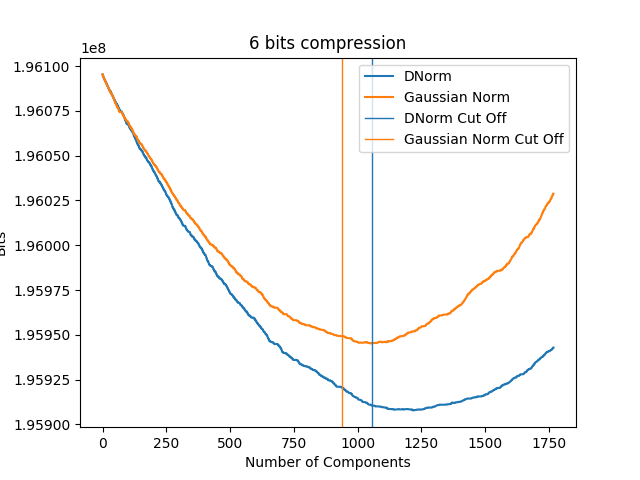 6 bits compression
1e8
1.96100
1.96075
1.96050
1.96025
1.96000
1.95975
1.95950
1.95925
1.95900
Bits
DNorm
Gaussian Norm
DNorm Cut Off
Gaussian Norm Cut Off
0 250 500 750 1000 1250 1500 1750
Number of Components